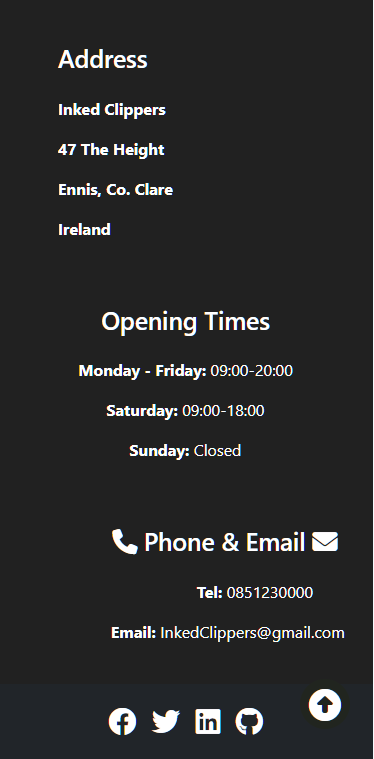 Address
Inked Clippers
47 The Height
Ennis, Co. Clare
Ireland
Opening Times
Monday - Friday: 09:00-20:00
Saturday: 09:00-18:00
Sunday: Closed
Phone & Email
Tel: 0851230000
Email: InkedClippers@gmail.com